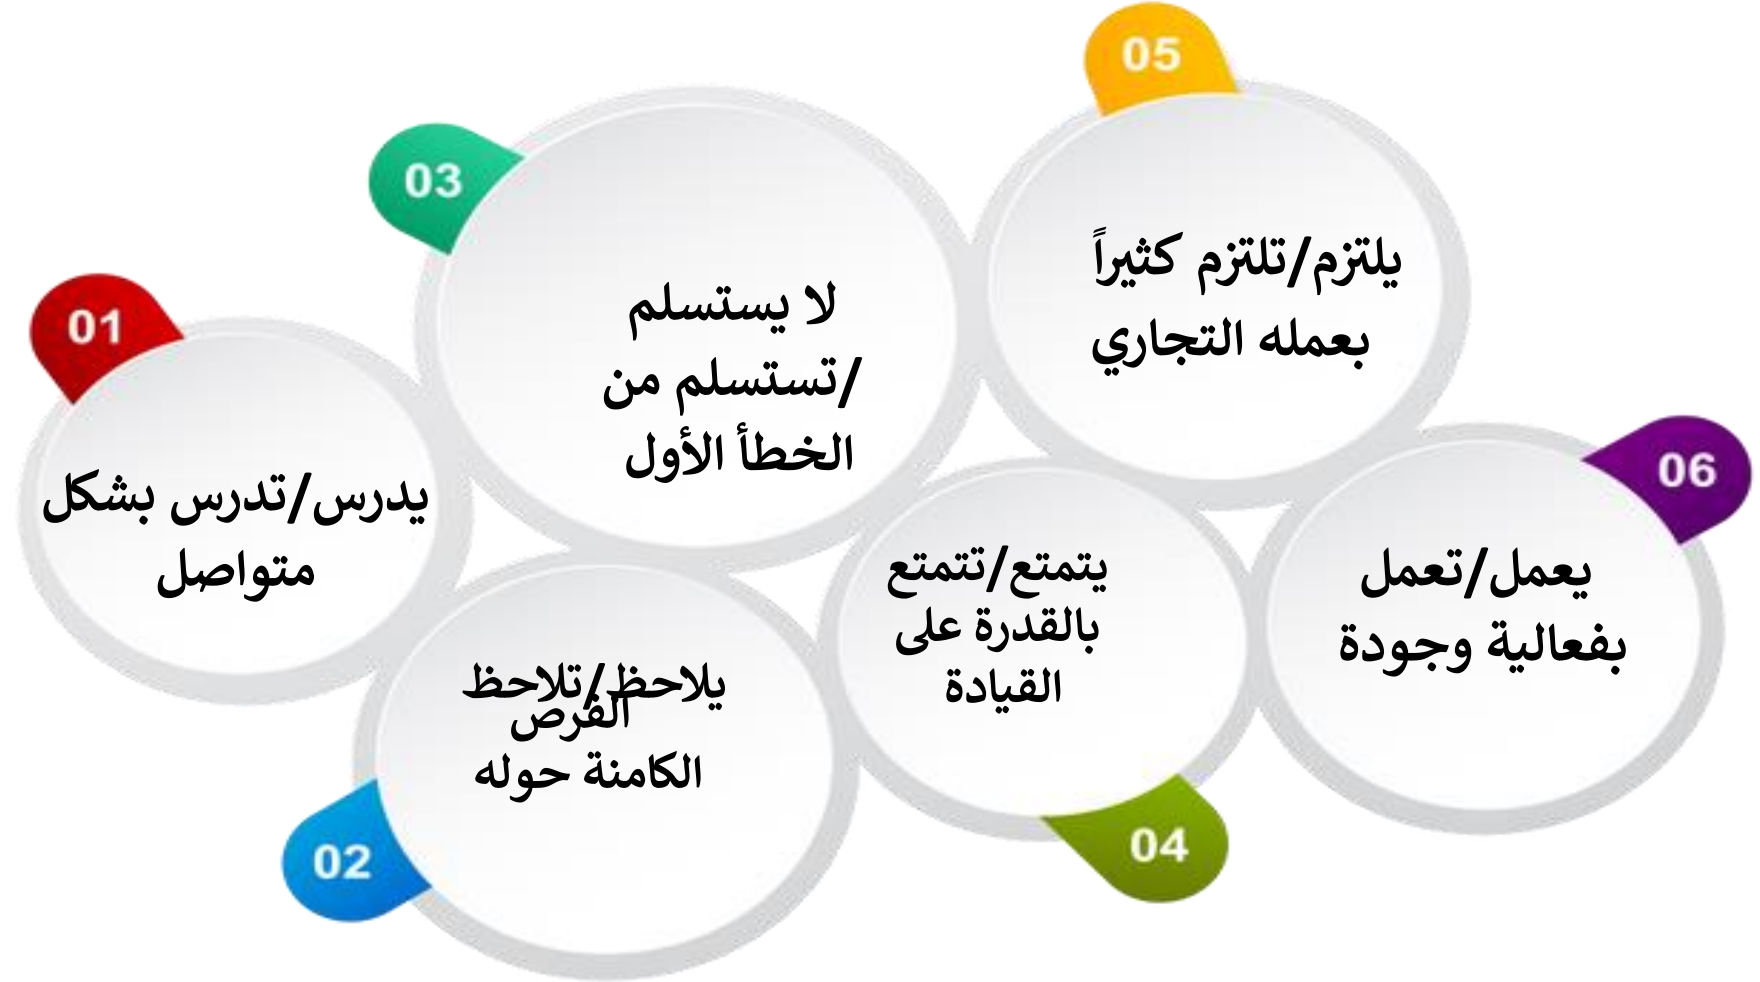 01
يدرس/تدرس بشكل
متواصل
02
يلاحظ/تلاحظ
الفرص
الكامنة حوله
03
لا يستسلم
/تستسلم من
الخطأ الأول
04
يتمتع/تتمتع
بالقدرة على
القيادة
05
يلتزم/تلتزم كثيراً
بعمله التجاري
06
يعمل/تعمل
بفعالية وجودة